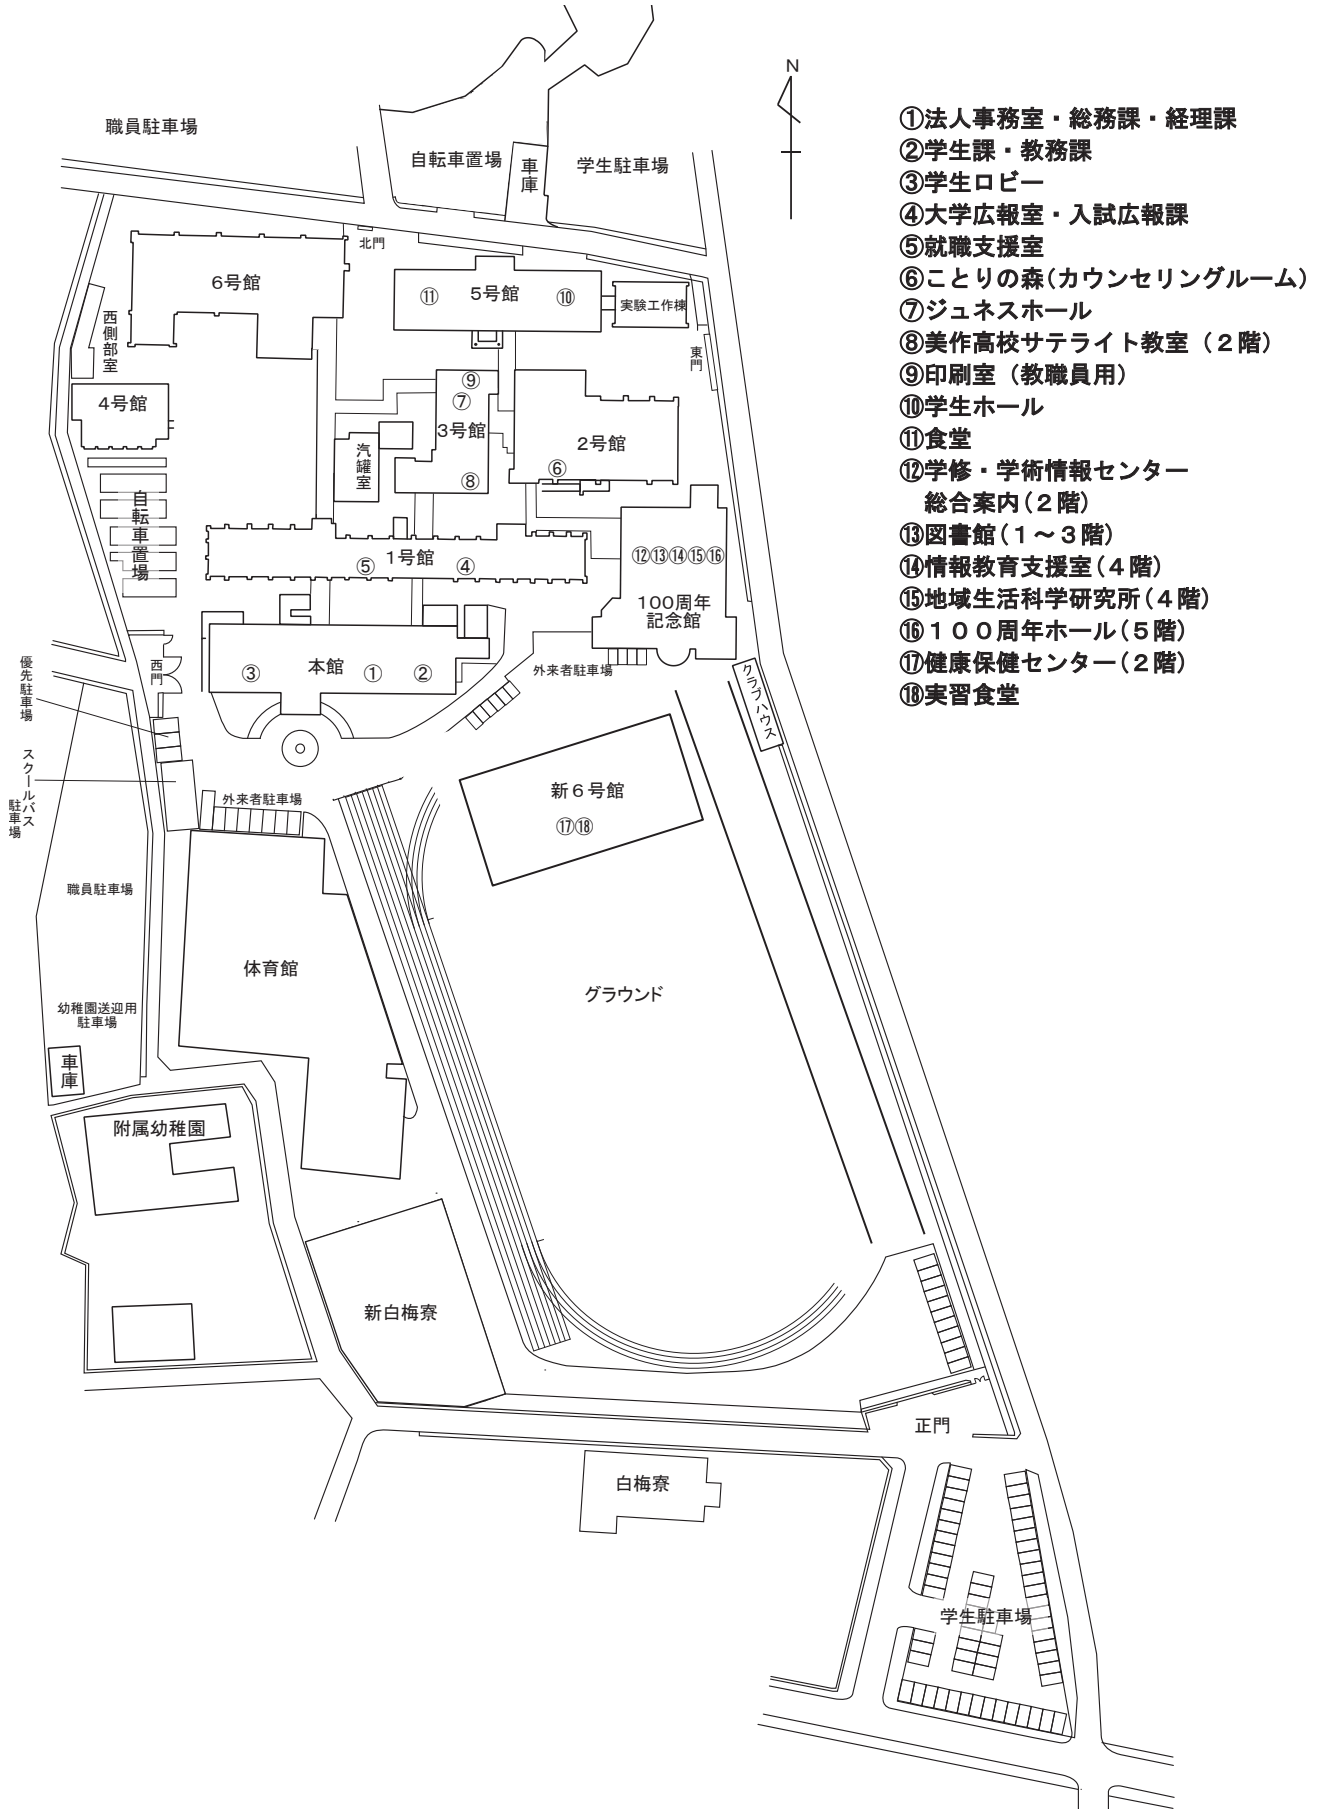 N
職員駐車場
自転車置場
車庫
学生駐車場
北門
6号館
⑪
5号館
⑩
実験工作棟
西側部室
東門
4号館
⑨
⑦
3号館
⑧
汽罐室
2号館
⑥
自転車置場
1号館
⑤
④
⑫⑬⑭⑮⑯
100周年
記念館
西門
本館
③
①
②
外来者駐車場
クラブハウス
優先駐車場
スクールバス
駐車場
外来者駐車場
新6号館
⑰⑱
職員駐車場
体育館
グラウンド
幼稚園送迎用
駐車場
車庫
附属幼稚園
新白梅寮
正門
白梅寮
学生駐車場
①法人事務室・総務課・経理課
②学生課・教務課
③学生ロビー
④大学広報室・入試広報課
⑤就職支援室
⑥ことりの森(カウンセリングルーム)
⑦ジュネスホール
⑧美作高校サテライト教室（２階）
⑨印刷室（教職員用）
⑩学生ホール
⑪食堂
⑫学修・学術情報センター
総合案内(２階)
⑬図書館(１～３階)
⑭情報教育支援室(４階)
⑮地域生活科学研究所(４階)
⑯１００周年ホール(５階)
⑰健康保健センター(２階)
⑱実習食堂